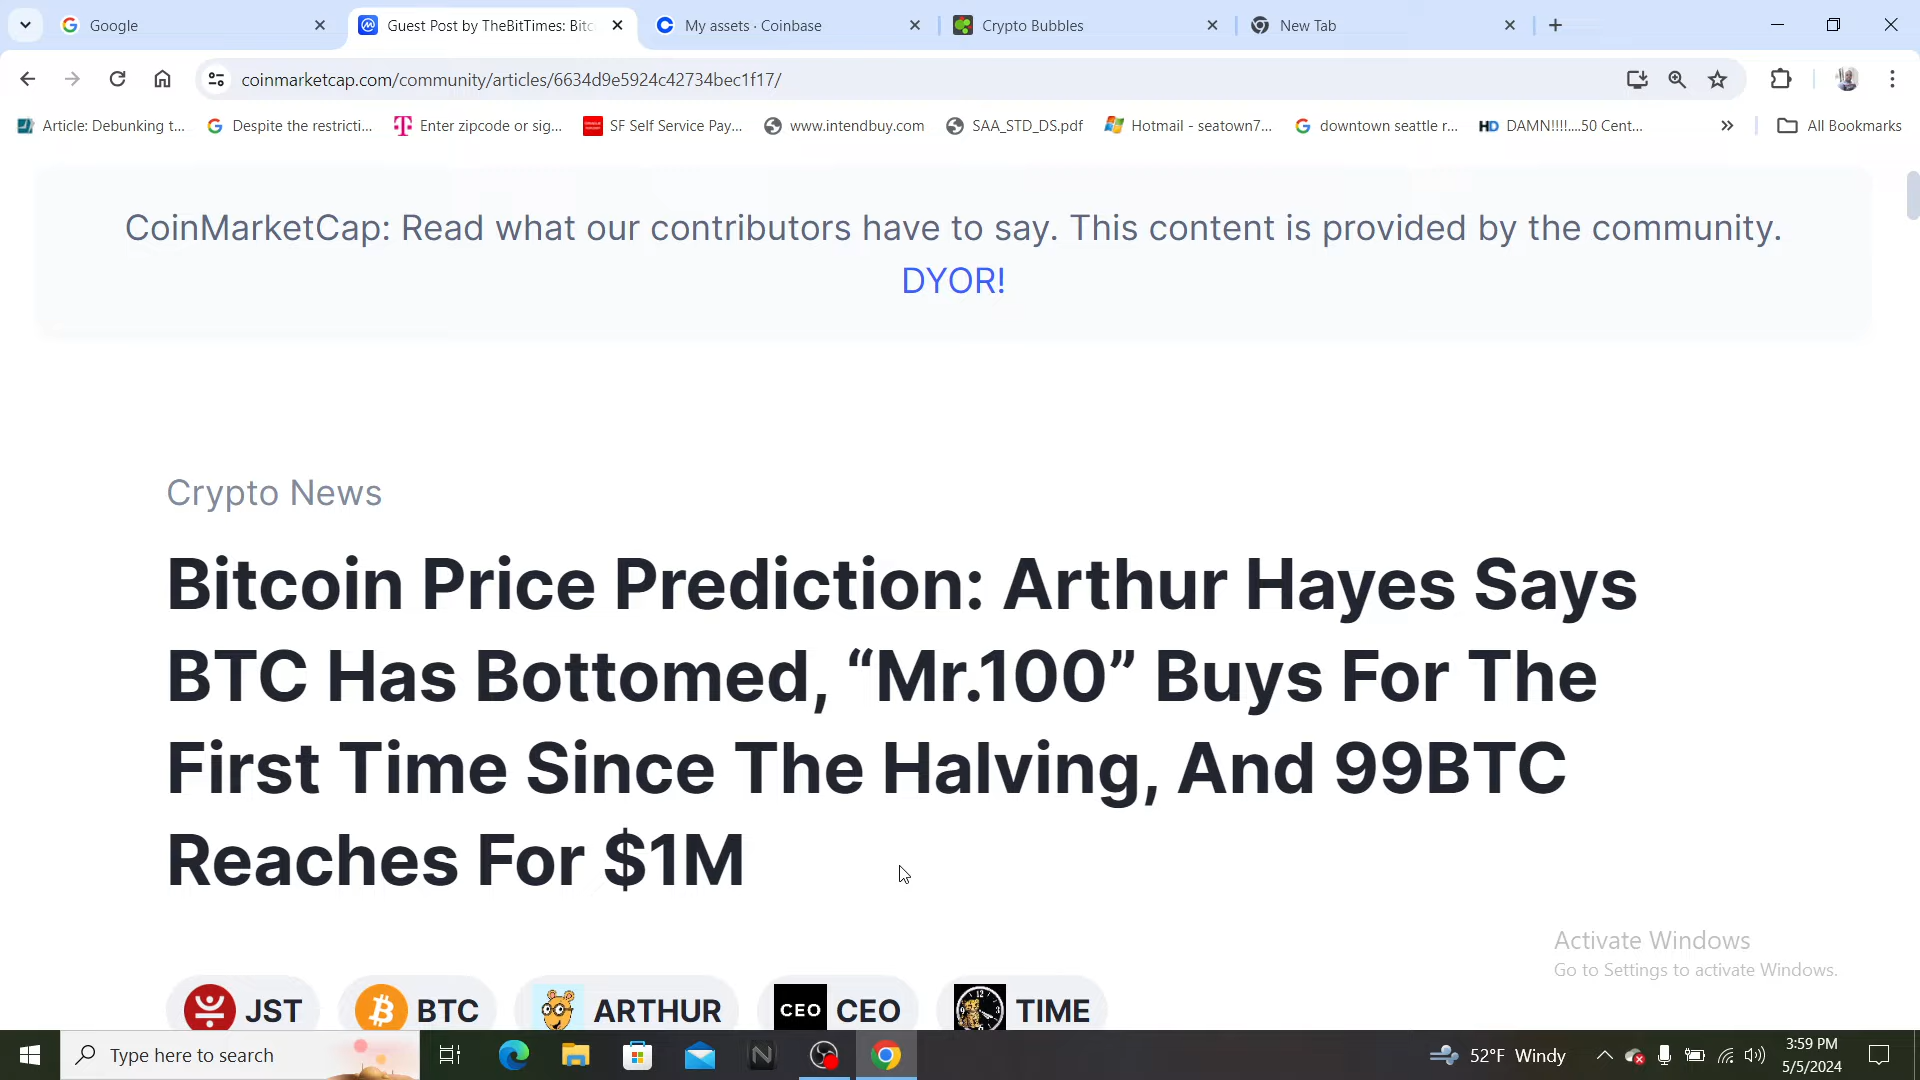 Google
Guest Post by TheBitTimes: Bitc
My assets · Coinbase
Crypto Bubbles
New Tab
coinmarketcap.com/community/articles/6634d9e5924c42734bec1f17/
Article: Debunking t...
Despite the restricti...
Enter zipcode or sig...
SF Self Service Pay...
www.intendbuy.com
SAA_STD_DS.pdf
Hotmail - seatown7...
downtown seattle r...
HD DAMN!!!!....50 Cent...
All Bookmarks
CoinMarketCap: Read what our contributors have to say. This content is provided by the community.
DYOR!
Crypto News
Bitcoin Price Prediction: Arthur Hayes Says
BTC Has Bottomed, “Mr.100” Buys For The
First Time Since The Halving, And 99BTC
Reaches For $1M
Activate Windows
Go to Settings to activate Windows.
JST
BTC
ARTHUR
CEO CEO
TIME
Type here to search
52°F Windy
3:59 PM
5/5/2024